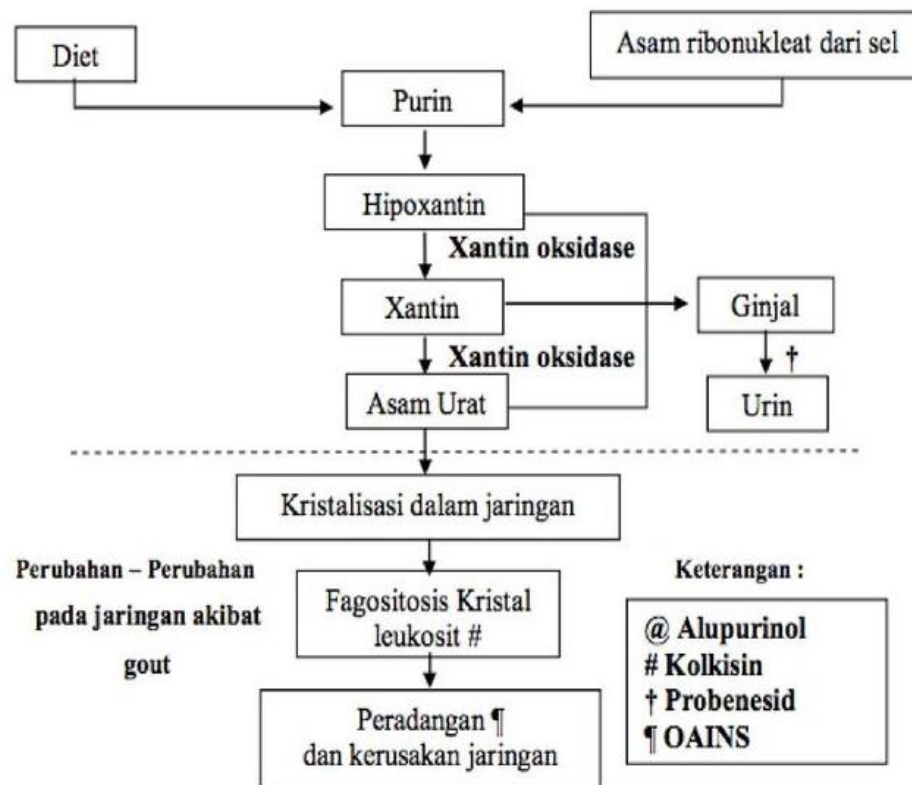 Diet
Asam ribonukleat dari sel
Purin
Hipoxantin
Xantin oksidase
Xantin
Ginjal
Xantin oksidase
†
Asam Urat
Urin
Kristalisasi dalam jaringan
Perubahan – Perubahan
pada jaringan akibat
gout
Fagositosis Kristal
leukosit #
Peradangan ¶
dan kerusakan jaringan
Keterangan :
@ Alupurinol
# Kolkisin
† Probenesid
¶ OAINS